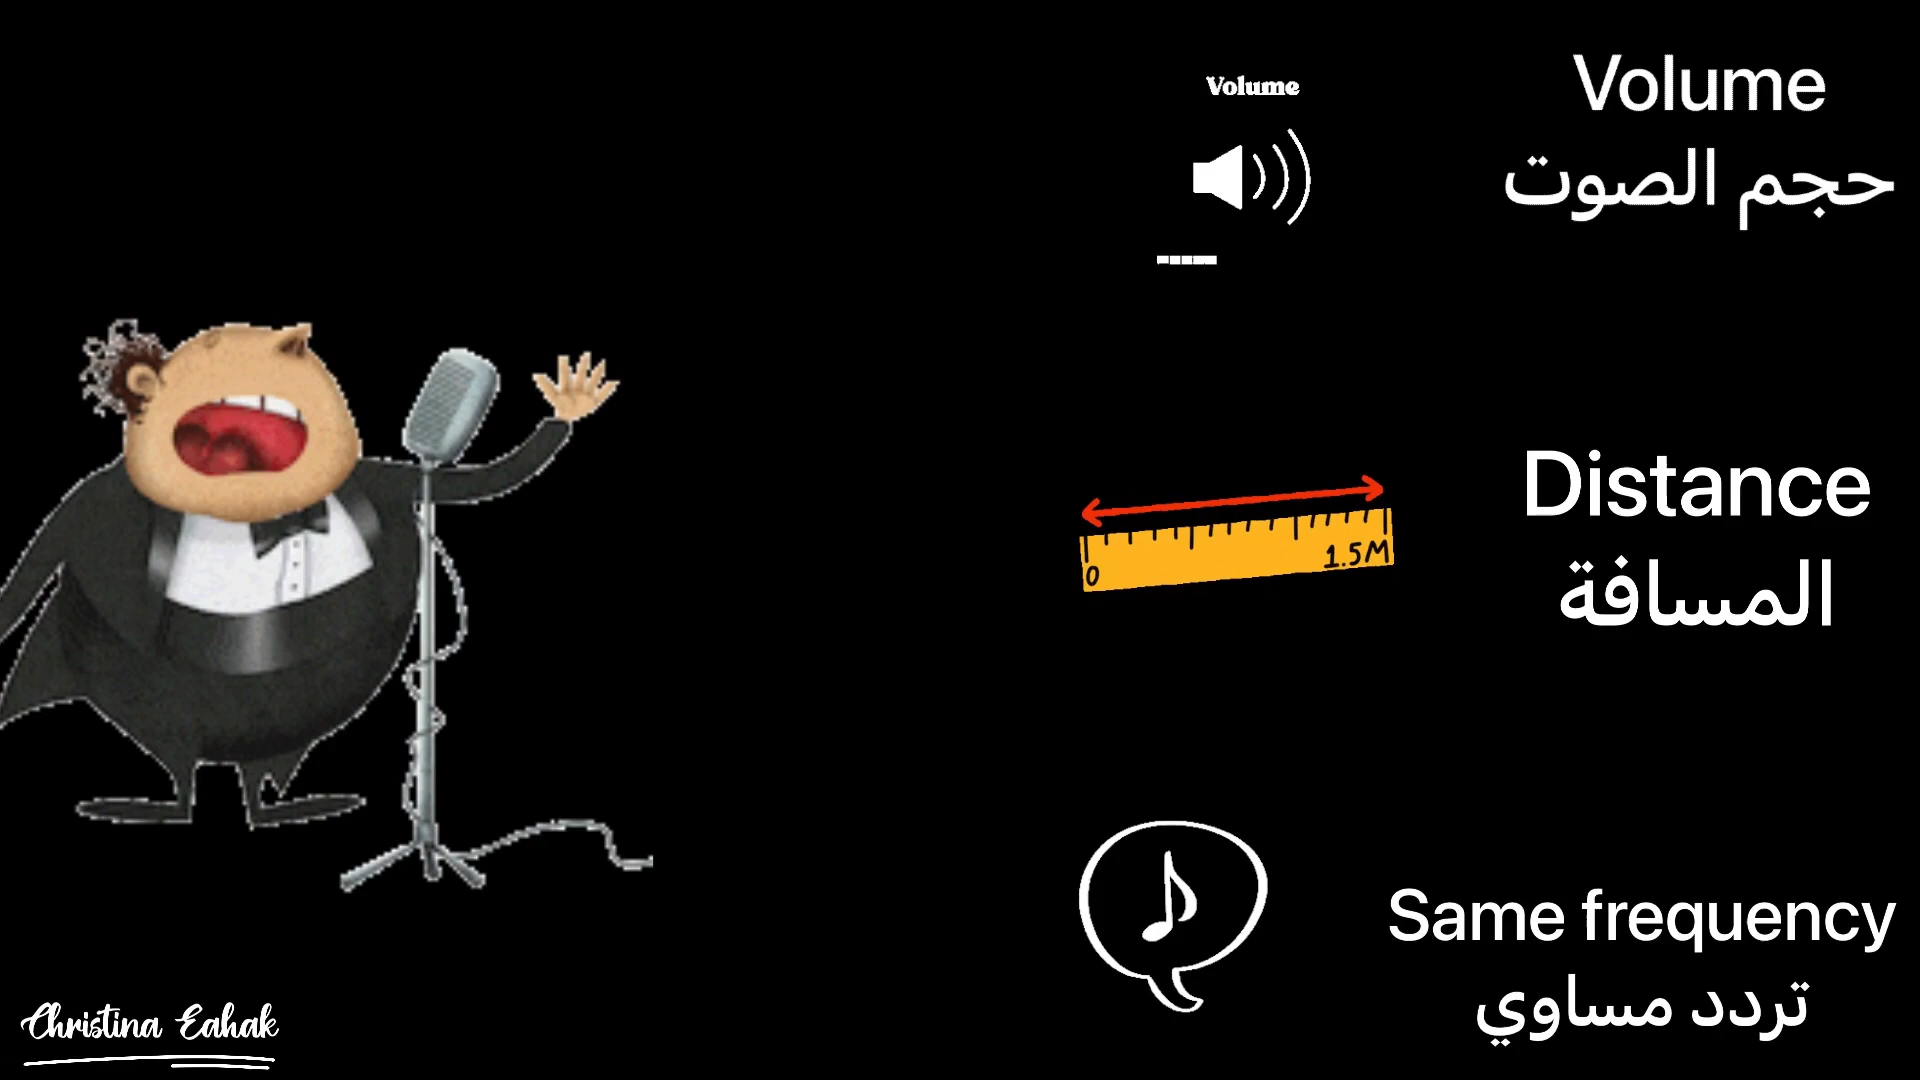 Volume
Volume
حجم الصوت
Distance
المسافة
0
1.5M
Same frequency
تردد مساوي
Christina Eahak